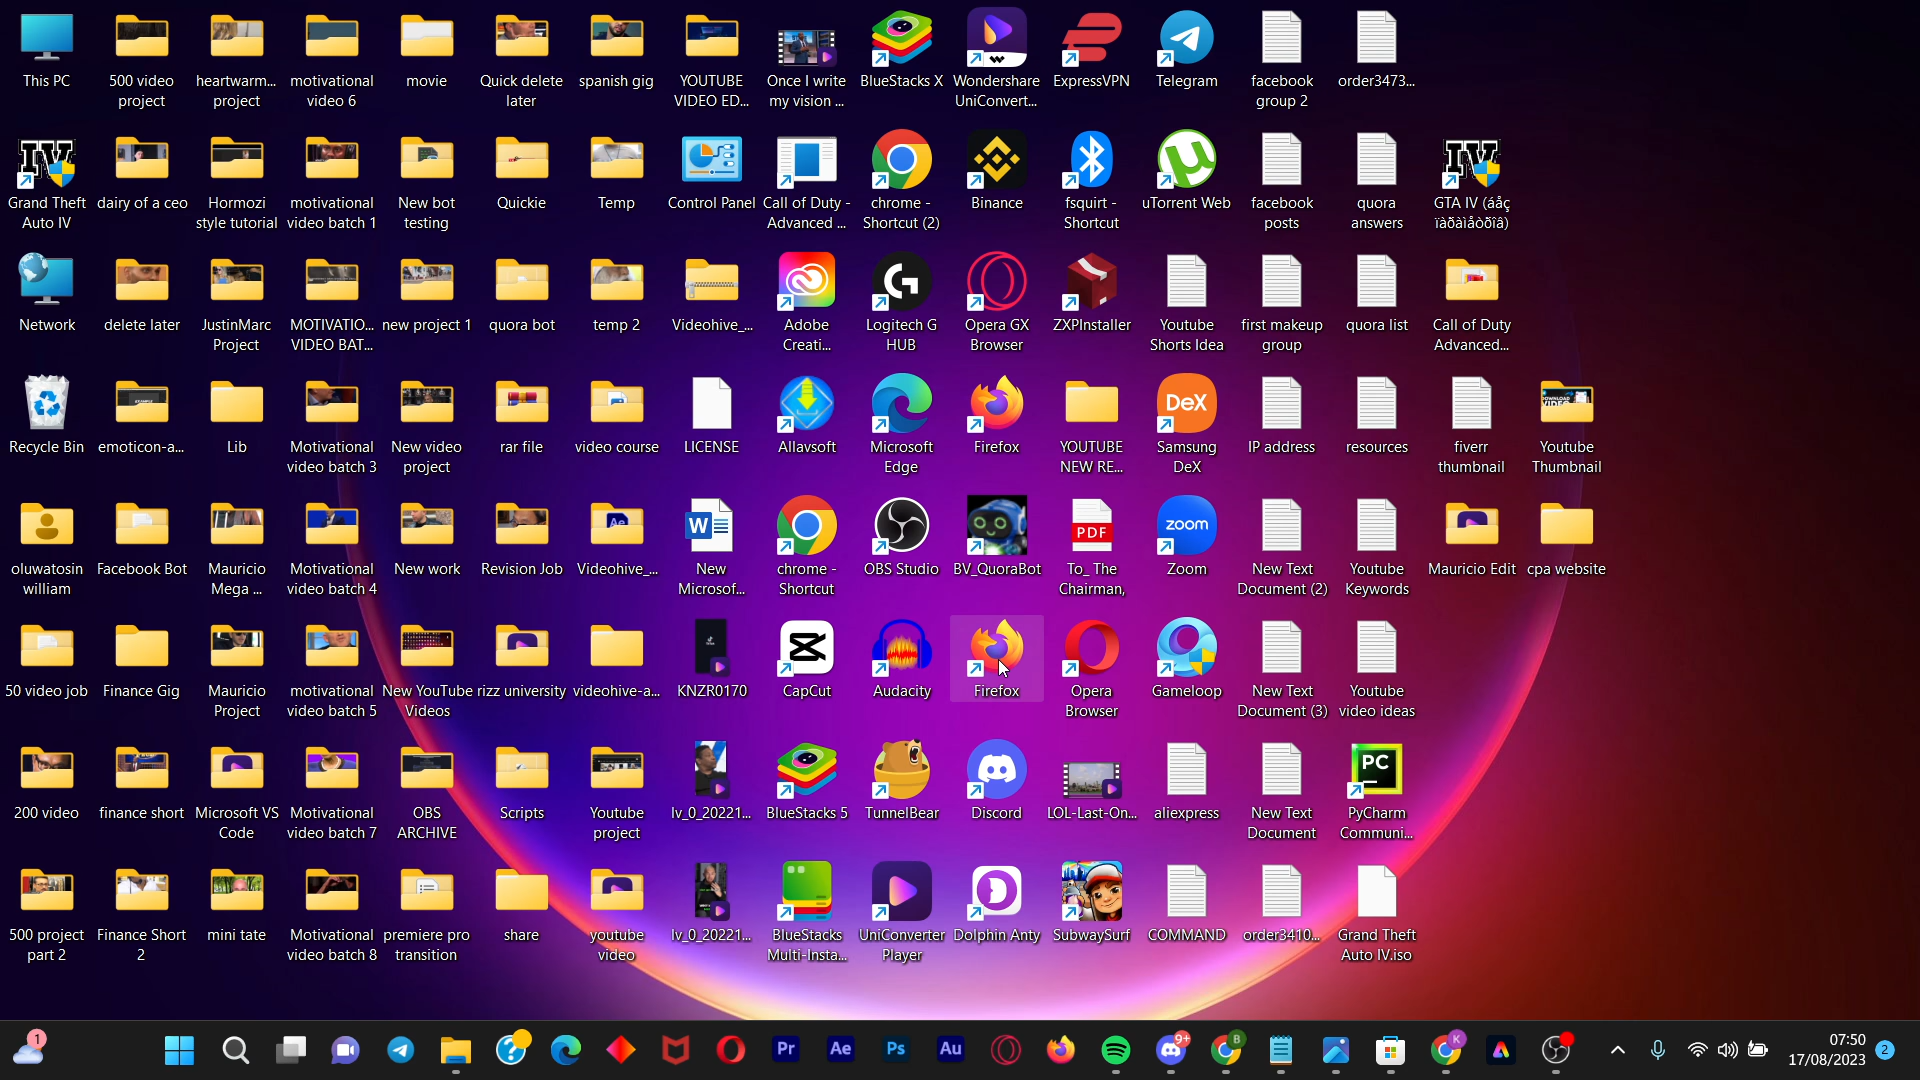 This PC
500 video
project
heartwarm...
project
motivational
video 6
movie
Quick delete
later
spanish gig
YOUTUBE
VIDEO ED...
Once I write
my vision ...
BlueStacks X
Wondershare
UniConvert...
ExpressVPN
Telegram
facebook
group 2
order3473...
Grand Theft
Auto IV
dairy of a ceo
Hormozi
style tutorial
motivational
video batch 1
New bot
testing
Quickie
Temp
Control Panel
Call of Duty -
Advanced ...
chrome -
Shortcut (2)
Binance
fsquirt -
Shortcut
uTorrent Web
facebook
posts
quora
answers
GTA IV (áåç
ïàðàìåòðîâ)
Network
delete later
JustinMarc
Project
MOTIVATIO...
VIDEO BAT...
new project 1
quora bot
temp 2
Videohive_...
Adobe
Creati...
Logitech G
HUB
Opera GX
Browser
ZXPInstaller
Youtube
Shorts Idea
first makeup
group
quora list
Call of Duty
Advanced...
Recycle Bin
emoticon-a...
Lib
Motivational
video batch 3
New video
project
rar file
video course
LICENSE
Allavsoft
Microsoft
Edge
Firefox
YOUTUBE
NEW RE...
DeX
Samsung
DeX
IP address
resources
fiverr
thumbnail
Youtube
Thumbnail
oluwatosin
william
Facebook Bot
Mauricio
Mega ...
Motivational
video batch 4
New work
Revision Job
Ae
Videohive_...
W
New
Microsof...
chrome -
Shortcut
OBS Studio
BV_QuoraBot
PDF
To_ The
Chairman,
zoom
Zoom
New Text
Document (2)
Youtube
Keywords
Mauricio Edit
cpa website
50 video job
Finance Gig
Mauricio
Project
motivational
video batch 5
New YouTube
Videos
rizz university
videohive-a...
KNZR0170
CapCut
Audacity
Firefox
Opera
Browser
Gameloop
New Text
Document (3)
Youtube
video ideas
200 video
finance short
Microsoft VS
Code
Motivational
video batch 7
OBS
ARCHIVE
Scripts
Youtube
project
lv_0_20221...
BlueStacks 5
TunnelBear
Discord
LOL-Last-On...
aliexpress
New Text
Document
PC
PyCharm
Communi...
500 project
part 2
Finance Short
2
mini tate
Motivational
video batch 8
premiere pro
transition
share
youtube
video
lv_0_20221...
BlueStacks
Multi-Insta...
UniConverter
Player
Dolphin Anty
SubwaySurf
COMMAND
order3410...
Grand Theft
Auto IV.iso
1
Pr
Ae
Ps
Au
9+
B
K
07:50
17/08/2023
2